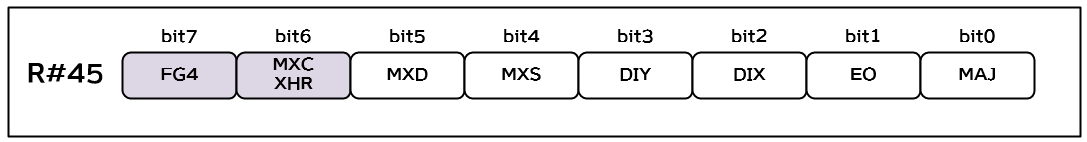 bit7 bit6 bit5 bit4 bit3 bit2 bit1 bit0
R#45 FG4 MXC XHR MXD MXS DIY DIX EO MAJ